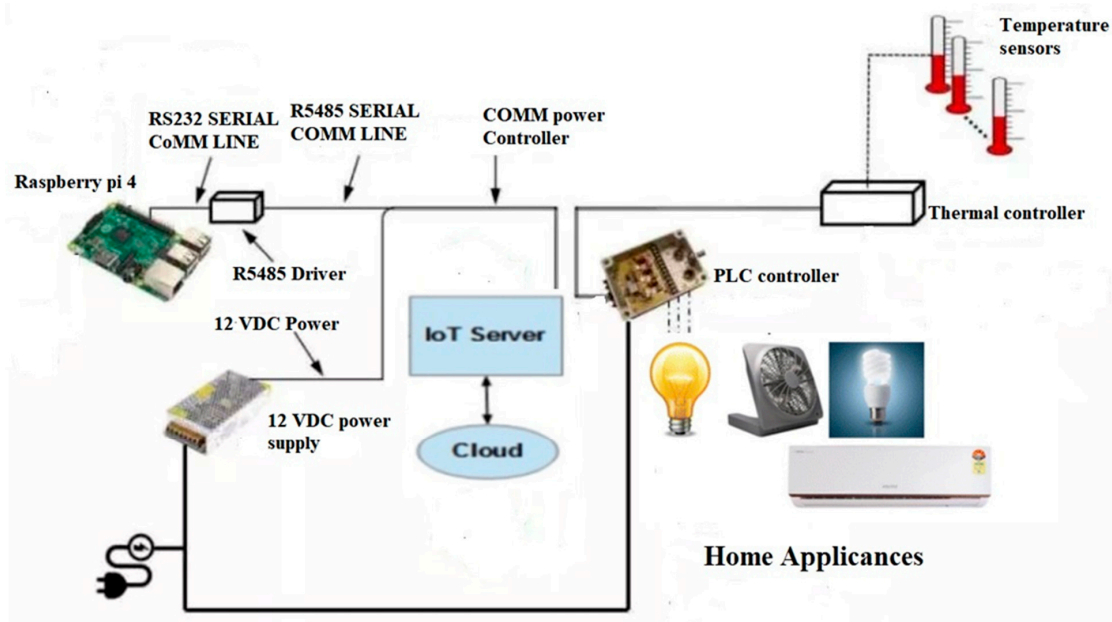 Temperature
sensors
RS232 SERIAL
CoMM LINE
R5485 SERIAL
COMM LINE
COMM power
Controller
Raspberry pi 4
Thermal controller
R5485 Driver
PLC controller
12 VDC Power
IoT Server
12 VDC power
supply
Cloud
Home Applicances